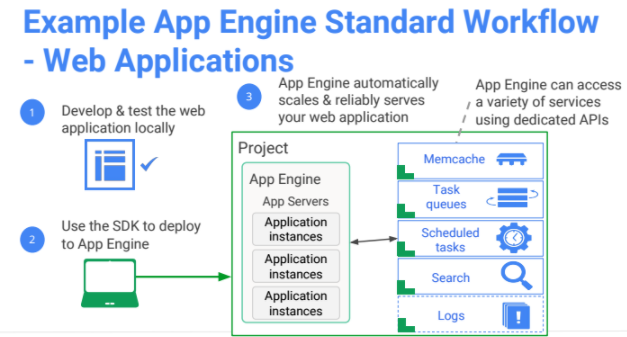 Example App Engine Standard Workflow
- Web Applications
1
Develop & test the web
application locally
2
Use the SDK to deploy
to App Engine
3
App Engine automatically
scales & reliably serves
your web application
App Engine can access
a variety of services
using dedicated APIs
Project
App Engine
App Servers
Application
instances
Application
instances
Application
instances
Memcache
Task
queues
Scheduled
tasks
Search
Logs
!